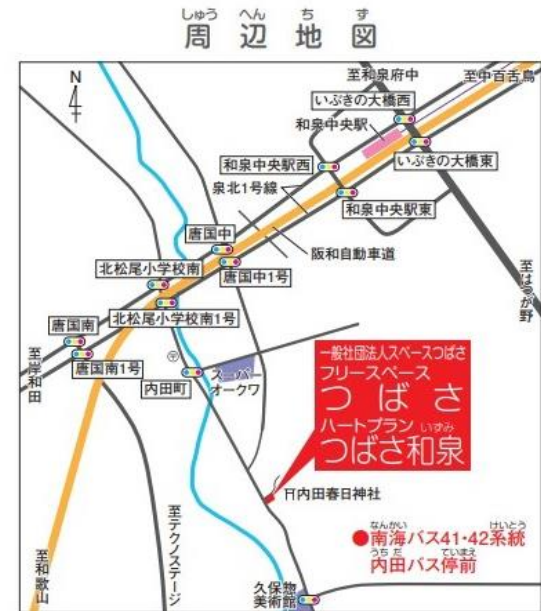 しゅう へん ち ず
周辺地図
N
至和泉府中
至中百舌鳥
いぶきの大橋西
和泉中央駅
いぶきの大橋東
和泉中央駅西
泉北1号線
和泉中央駅東
唐国中
阪和自動車道
北松尾小学校南
唐国中1号
至はつが野
唐国南
北松尾小学校南1号
至岸和田
唐国南1号
〒
内田町
スーパー
オークワ
一般社団法人スペースつばさ
フリースペース
つばさ
ハートプラン いずみ
つばさ和泉
内田春日神社
至テクノステージ
なんかい けいとう
●南海バス41・42系統
うちだ ていまえ
内田バス停前
至和歌山
久保惣
美術館